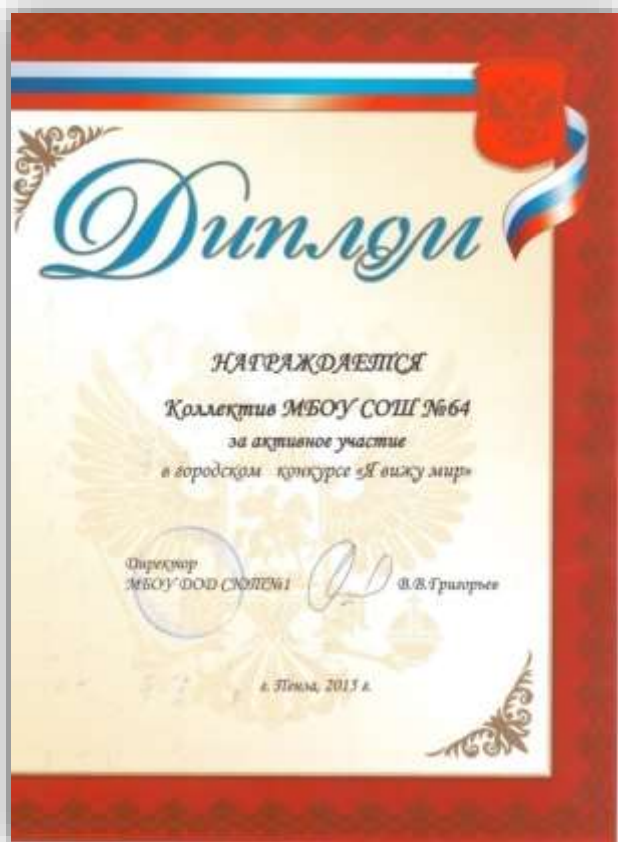 Диплом
НАГРАЖДАЕТСЯ
Коллектив МБОУ СОШ №64
за активное участие
в городском конкурсе «Я вижу мир»
Директор
МБОУ ДОД СЮТ№1 В.В.Григорьев
г. Пенза, 2013 г.